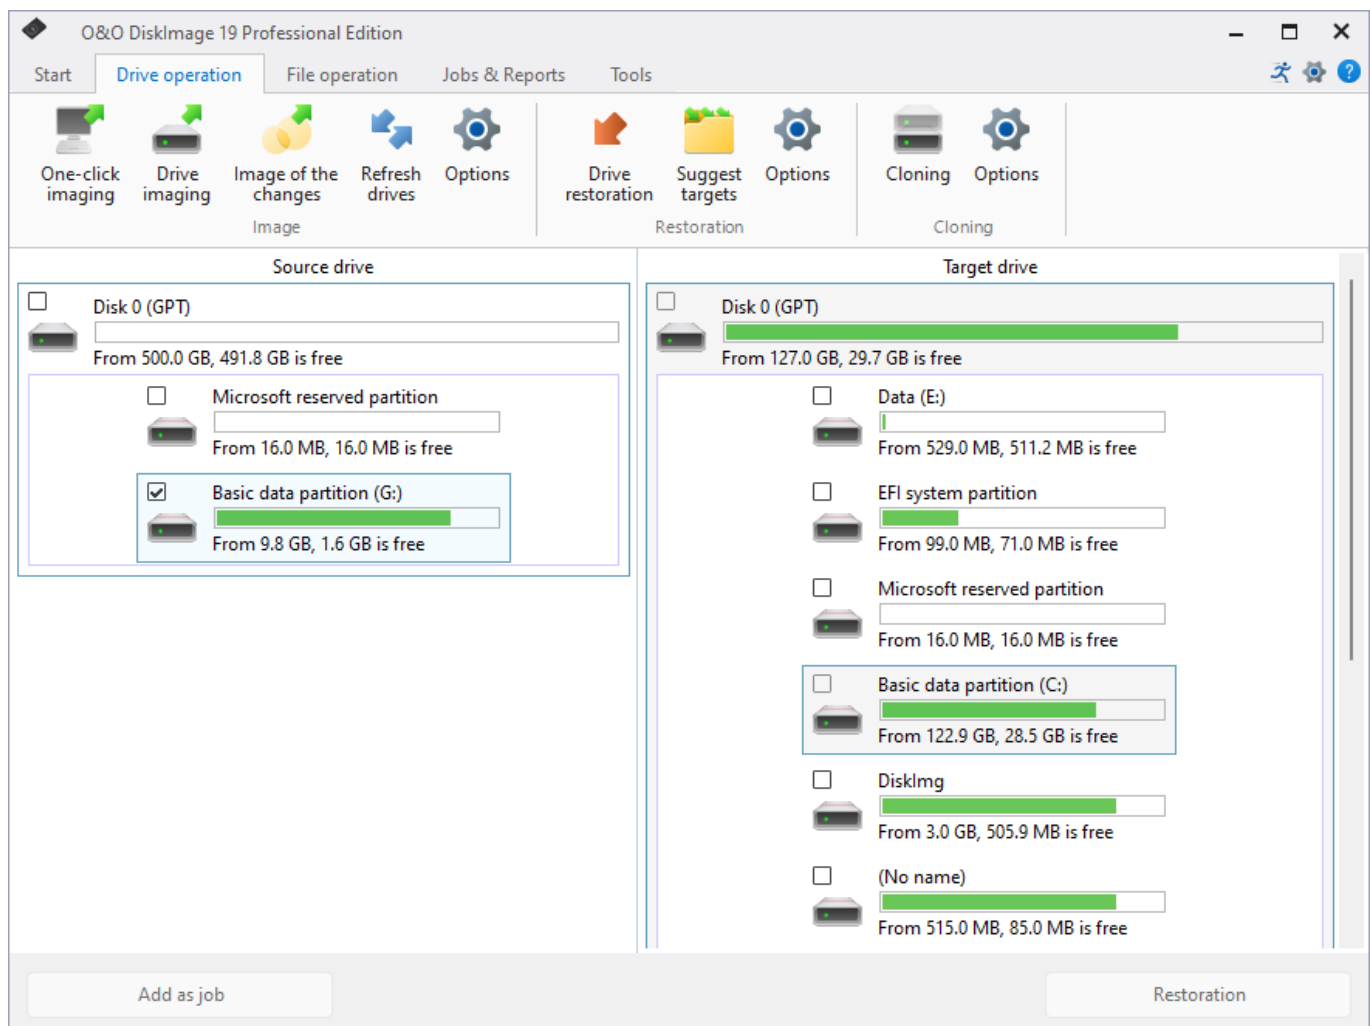 O&O DiskImage 19 Professional Edition
Start
Drive operation
File operation
Jobs & Reports
Tools
One-click
imaging
Drive
imaging
Image of the
changes
Refresh
drives
Options
Image
Drive
restoration
Suggest
targets
Options
Restoration
Cloning
Options
Cloning
Source drive
Disk 0 (GPT)
From 500.0 GB, 491.8 GB is free
Microsoft reserved partition
From 16.0 MB, 16.0 MB is free
Basic data partition (G:)
From 9.8 GB, 1.6 GB is free
Target drive
Disk 0 (GPT)
From 127.0 GB, 29.7 GB is free
Data (E:)
From 529.0 MB, 511.2 MB is free
EFI system partition
From 99.0 MB, 71.0 MB is free
Microsoft reserved partition
From 16.0 MB, 16.0 MB is free
Basic data partition (C:)
From 122.9 GB, 28.5 GB is free
DiskImg
From 3.0 GB, 505.9 MB is free
(No name)
From 515.0 MB, 85.0 MB is free
Add as job
Restoration